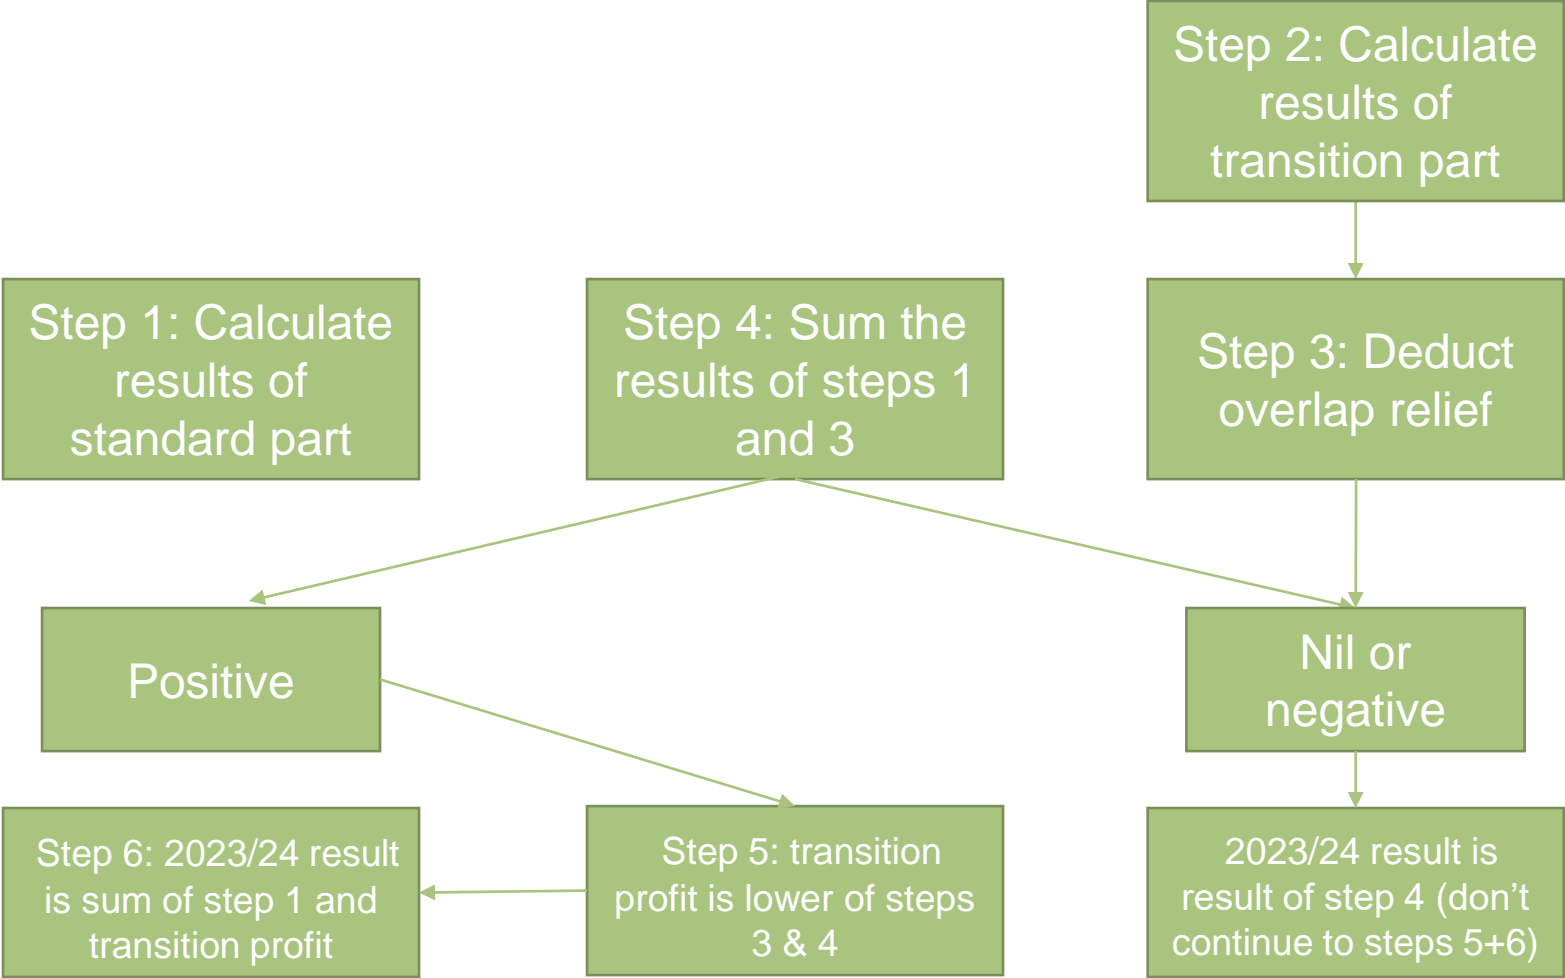 Step 2: Calculate
results of
transition part
Step 1: Calculate
results of
standard part
Step 4: Sum the
results of steps 1
and 3
Step 3: Deduct
overlap relief
Positive
Nil or
negative
Step 6: 2023/24 result
is sum of step 1 and
transition profit
Step 5: transition
profit is lower of steps
3 & 4
2023/24 result is
result of step 4 (don’t
continue to steps 5+6)